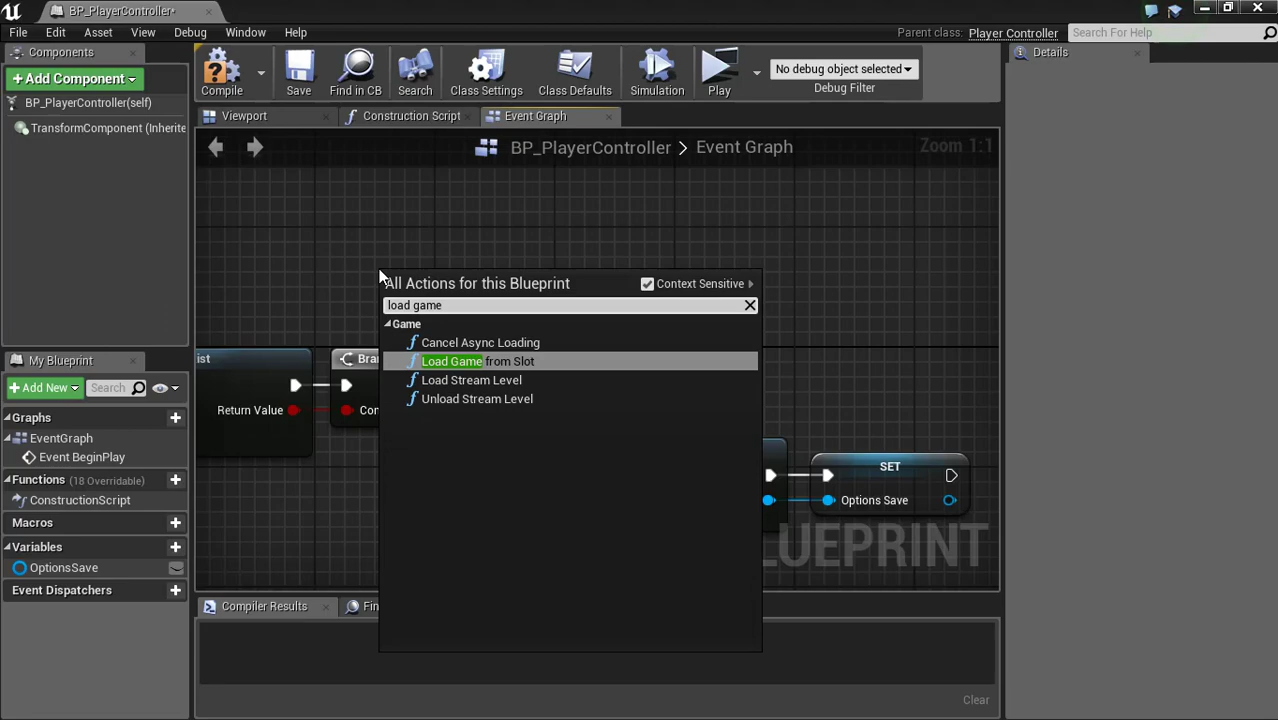 BP_PlayerController*
File Edit Asset View Debug Window Help
Parent class: Player Controller
Search For Help
Components
Details
+Add Component
Compile
Save
Find in CB
Search
Class Settings
Class Defaults
Simulation
Play
No debug object selected
Debug Filter
BP_PlayerController(self)
TransformComponent (Inherite
Viewport
Construction Script
Event Graph
BP_PlayerController > Event Graph
Zoom 1:1
All Actions for this Blueprint
Context Sensitive
load game
Game
Cancel Async Loading
Load Game from Slot
Load Stream Level
Unload Stream Level
ist
Return Value
Bran
Con
SET
Options Save
UEPRINT
My Blueprint
+Add New
Search
Graphs
EventGraph
Event BeginPlay
Functions (18 Overridable)
ConstructionScript
Macros
Variables
OptionsSave
Event Dispatchers
Compiler Results
Fin
Clear